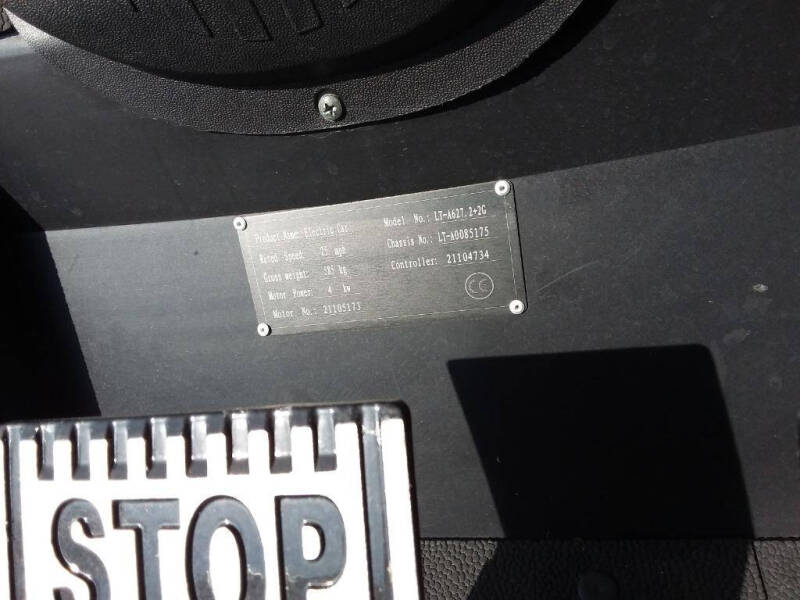 Product Name: Electric Car
Rated Speed: 25 mph
Gross weight: 585 kg
Motor Power: 4 kw
Motor No.: 21105173
Model No.: LT-A627.2+2G
Chassis No.: LT-A0085175
Controller: 21104734
CE
STOP